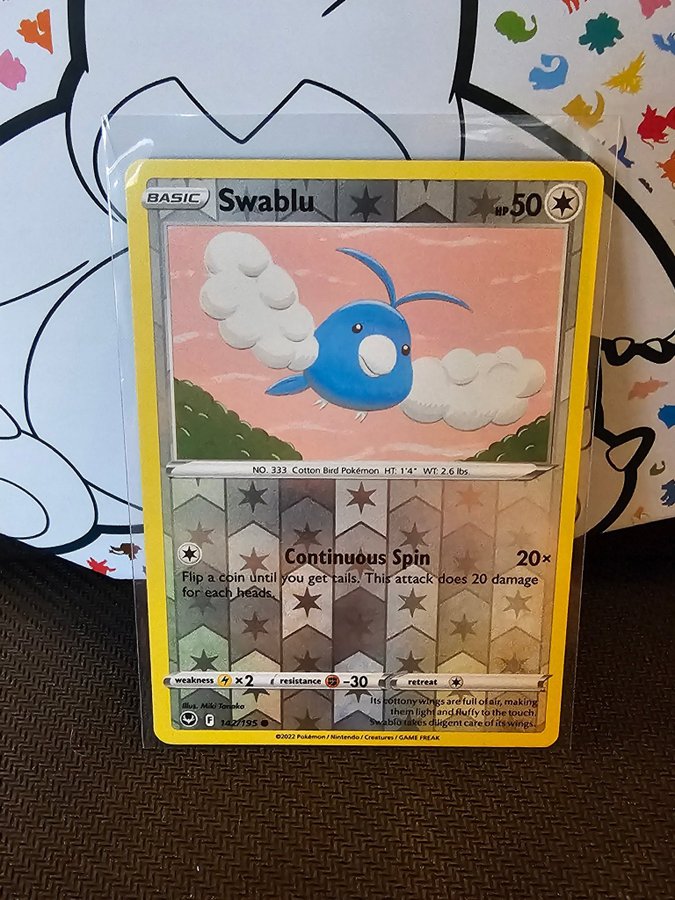 BASIC Swablu HP 50
NO. 333 Cotton Bird Pokémon HT: 1'4" WT: 2.6 lbs.
Continuous Spin 20×
Flip a coin until you get tails. This attack does 20 damage
for each heads.
weakness ×2 resistance -30 retreat
Illus. Miki Tanaka
Its cottony wings are full of air, making
them light and fluffy to the touch.
Swablu takes diligent care of its wings.
F 142/195
©2022 Pokémon / Nintendo / Creatures / GAME FREAK